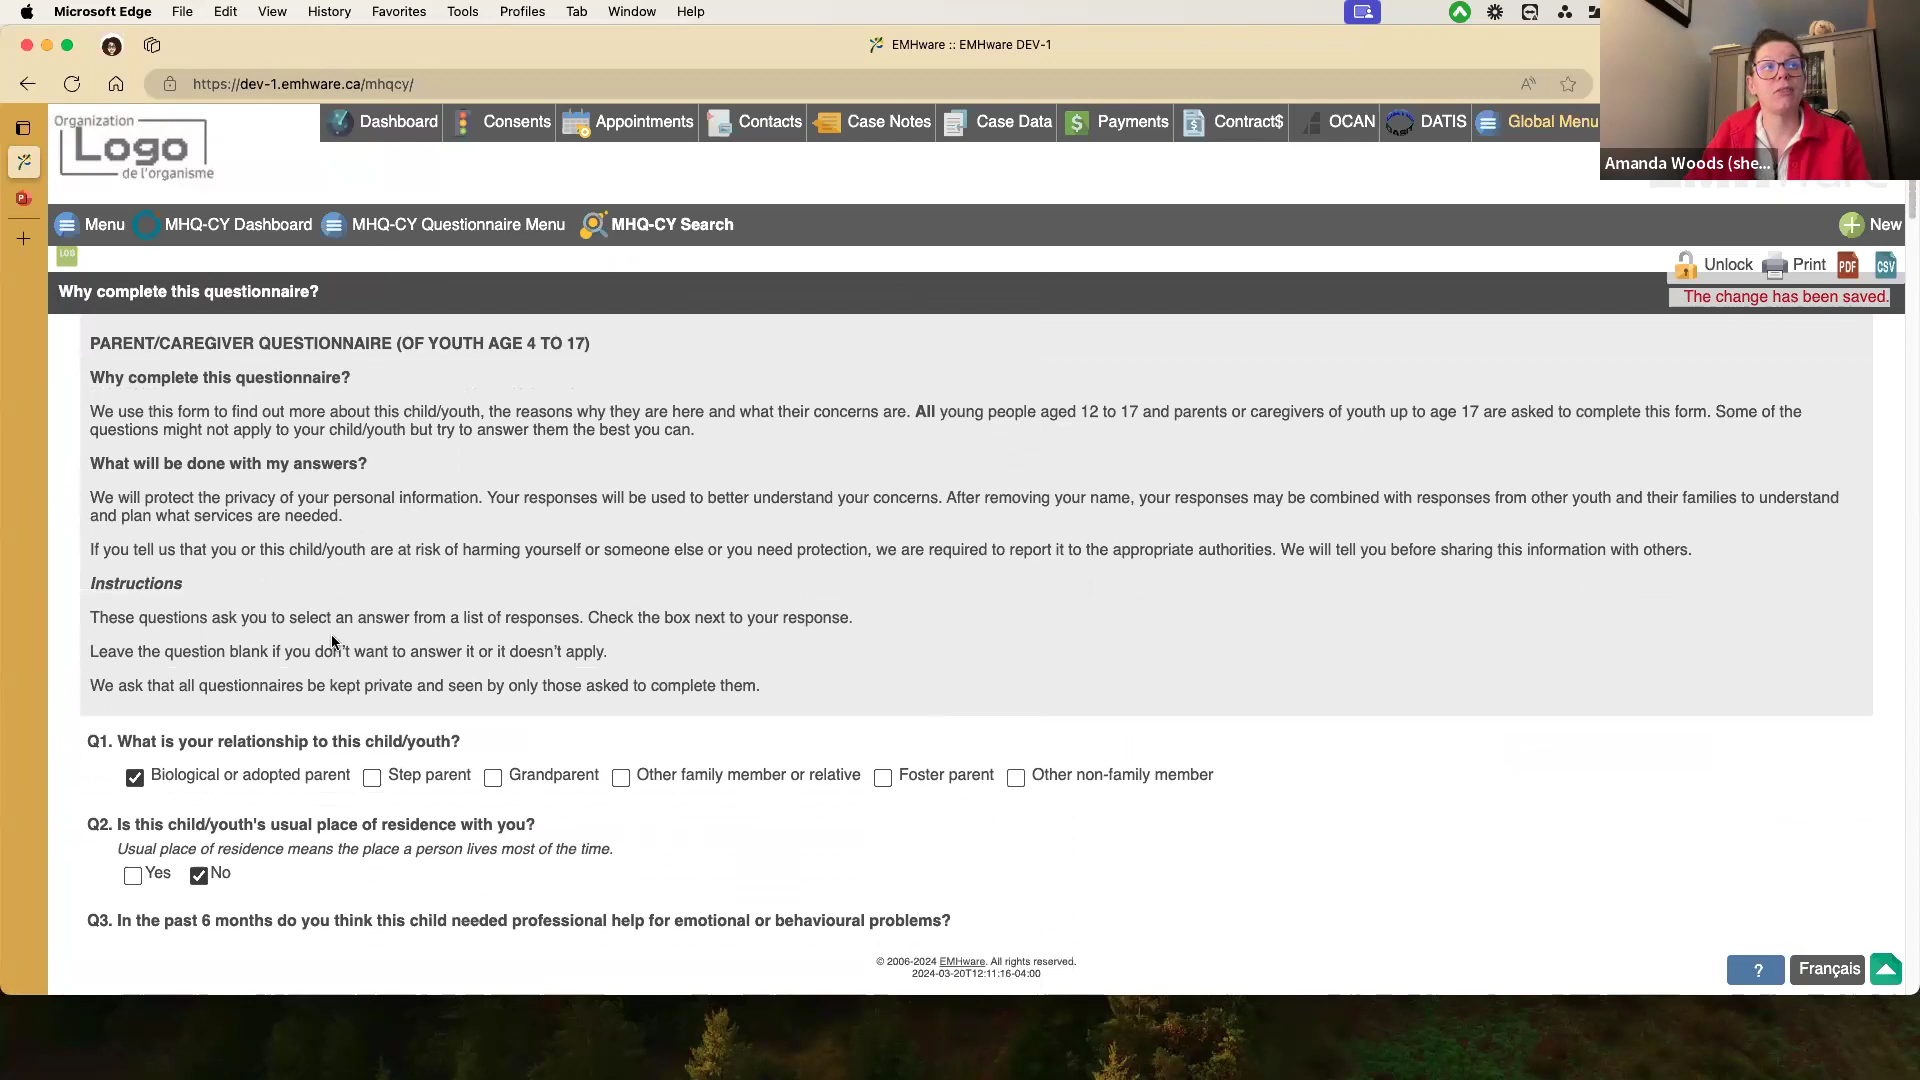 Microsoft Edge File Edit View History Favorites Tools Profiles Tab Window Help
EMHware :: EMHware DEV-1
https://dev-1.emhware.ca/mhqcy/
Organization
Logo
de l'organisme
Dashboard Consents Appointments Contacts Case Notes Case Data Payments Contract$ OCAN DATIS Global Menu
Amanda Woods (she...
Menu MHQ-CY Dashboard MHQ-CY Questionnaire Menu MHQ-CY Search New
LOG
Unlock Print PDF CSV
Why complete this questionnaire?
The change has been saved.
PARENT/CAREGIVER QUESTIONNAIRE (OF YOUTH AGE 4 TO 17)
Why complete this questionnaire?
We use this form to find out more about this child/youth, the reasons why they are here and what their concerns are. All young people aged 12 to 17 and parents or caregivers of youth up to age 17 are asked to complete this form. Some of the
questions might not apply to your child/youth but try to answer them the best you can.
What will be done with my answers?
We will protect the privacy of your personal information. Your responses will be used to better understand your concerns. After removing your name, your responses may be combined with responses from other youth and their families to understand
and plan what services are needed.
If you tell us that you or this child/youth are at risk of harming yourself or someone else or you need protection, we are required to report it to the appropriate authorities. We will tell you before sharing this information with others.
Instructions
These questions ask you to select an answer from a list of responses. Check the box next to your response.
Leave the question blank if you don't want to answer it or it doesn't apply.
We ask that all questionnaires be kept private and seen by only those asked to complete them.
Q1. What is your relationship to this child/youth?
Biological or adopted parent Step parent Grandparent Other family member or relative Foster parent Other non-family member
Q2. Is this child/youth's usual place of residence with you?
Usual place of residence means the place a person lives most of the time.
Yes No
Q3. In the past 6 months do you think this child needed professional help for emotional or behavioural problems?
© 2006-2024 EMHware. All rights reserved.
2024-03-20T12:11:16-04:00
? Français